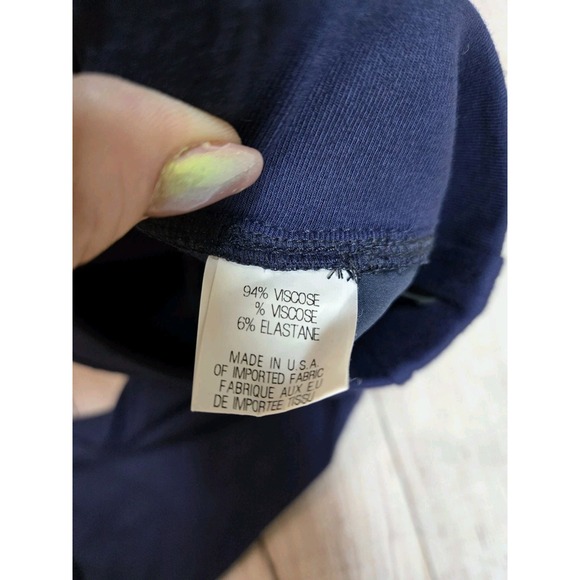 94% VISCOSE
% VISCOSE
6% ELASTANE
MADE IN U.S.A.
OF IMPORTED FABRIC
FABRIQUE AUX E U
DE IMPORTEE TISSU